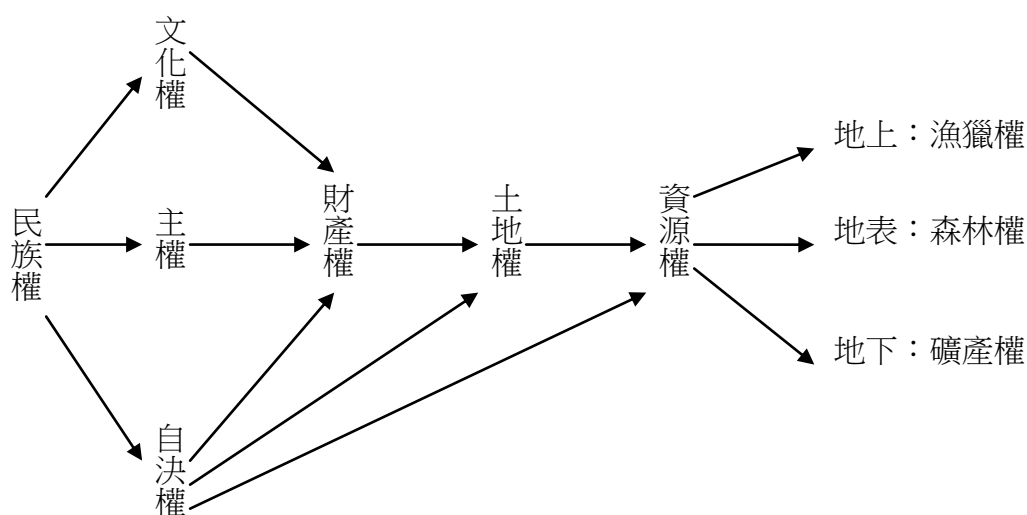 民族權
文化權
主權
自決權
財產權
土地權
資源權
地上：漁獵權
地表：森林權
地下：礦產權